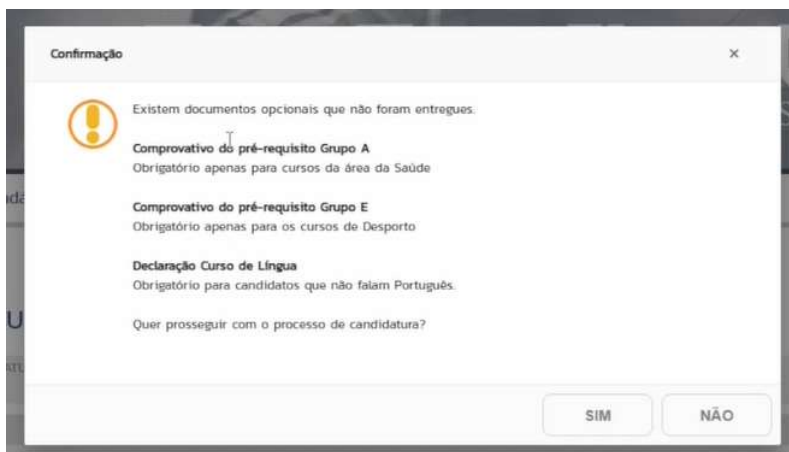 Confirmação
×
Existem documentos opcionais que não foram entregues.
Comprovativo do pré-requisito Grupo A
Obrigatório apenas para cursos da área da Saúde
Comprovativo do pré-requisito Grupo E
Obrigatório apenas para os cursos de Desporto
Declaração Curso de Língua
Obrigatório para candidatos que não falam Português.
Quer prosseguir com o processo de candidatura?
SIM NÃO